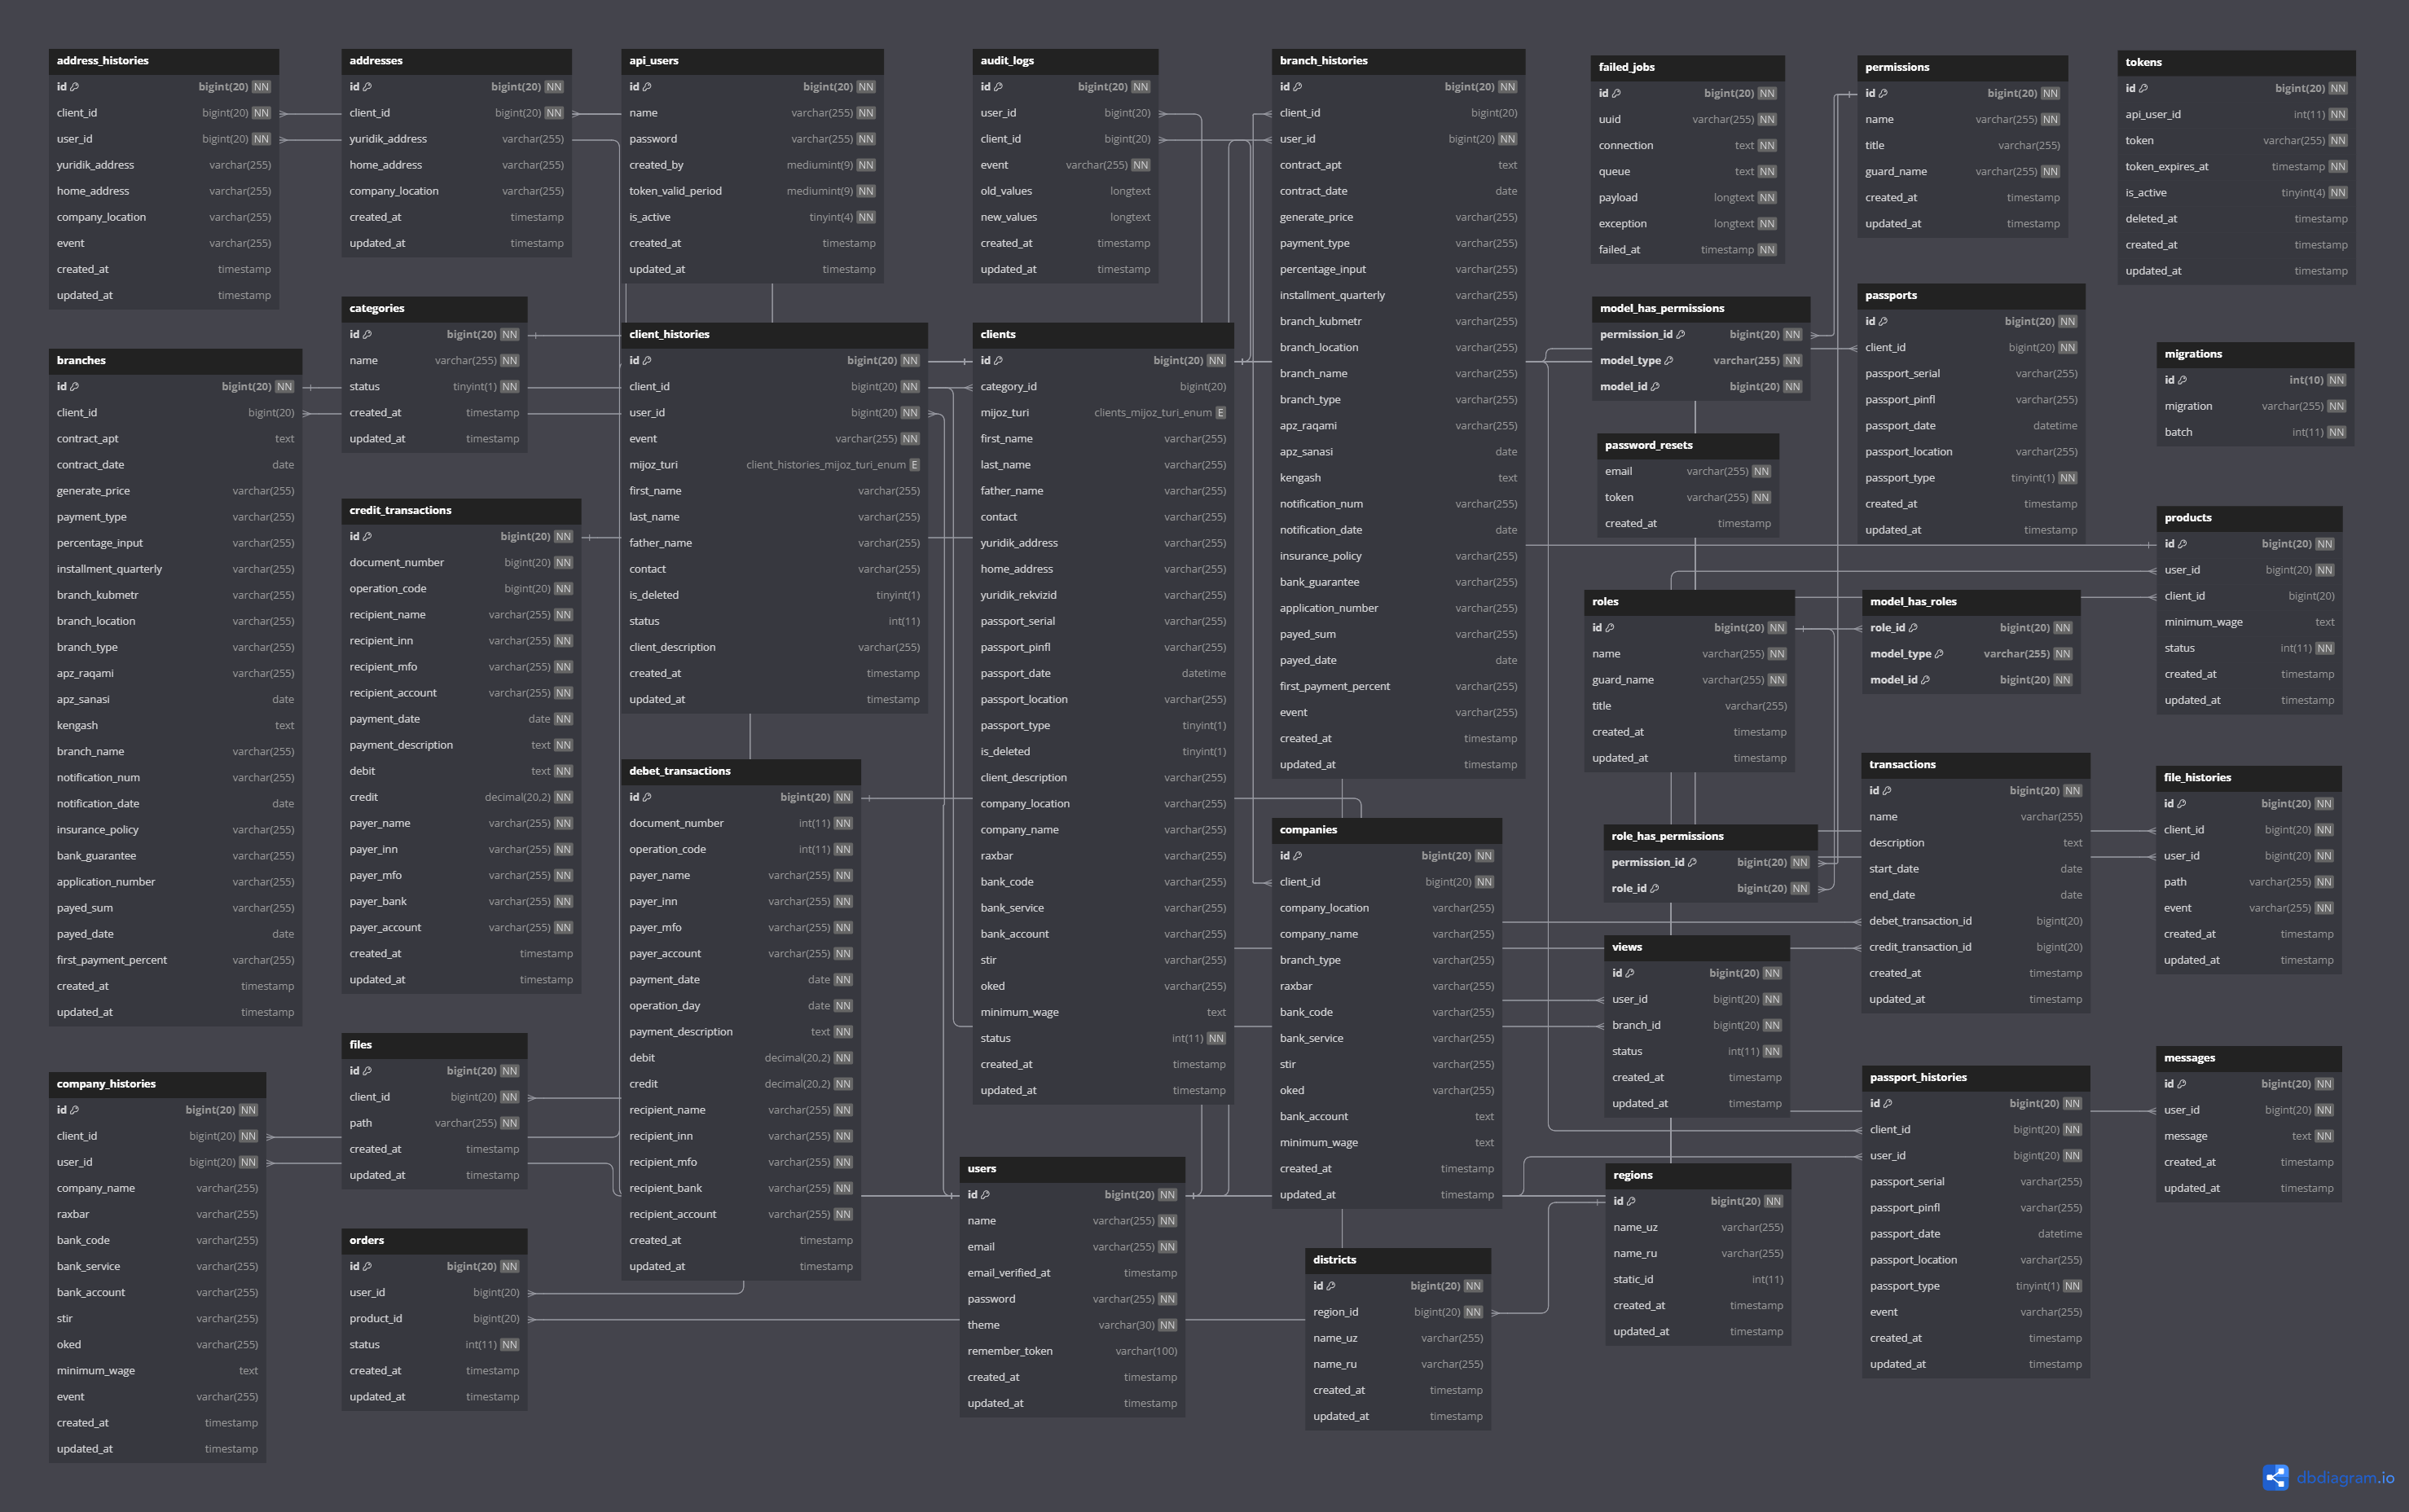 address_histories
id bigint(20) NN
client_id bigint(20) NN
user_id bigint(20) NN
yuridik_address varchar(255)
home_address varchar(255)
company_location varchar(255)
event varchar(255)
created_at timestamp
updated_at timestamp
branches
id bigint(20) NN
client_id bigint(20)
contract_apt text
contract_date date
generate_price varchar(255)
payment_type varchar(255)
percentage_input varchar(255)
installment_quarterly varchar(255)
branch_kubmetr varchar(255)
branch_location varchar(255)
branch_type varchar(255)
apz_raqami varchar(255)
apz_sanasi date
kengash text
branch_name varchar(255)
notification_num varchar(255)
notification_date date
insurance_policy varchar(255)
bank_guarantee varchar(255)
application_number varchar(255)
payed_sum varchar(255)
payed_date date
first_payment_percent varchar(255)
created_at timestamp
updated_at timestamp
company_histories
id bigint(20) NN
client_id bigint(20) NN
user_id bigint(20) NN
company_name varchar(255)
raxbar varchar(255)
bank_code varchar(255)
bank_service varchar(255)
bank_account varchar(255)
stir varchar(255)
oked varchar(255)
minimum_wage text
event varchar(255)
created_at timestamp
updated_at timestamp
addresses
id bigint(20) NN
client_id bigint(20) NN
yuridik_address varchar(255)
home_address varchar(255)
company_location varchar(255)
created_at timestamp
updated_at timestamp
categories
id bigint(20) NN
name varchar(255) NN
status tinyint(1) NN
created_at timestamp
updated_at timestamp
credit_transactions
id bigint(20) NN
document_number bigint(20) NN
operation_code bigint(20) NN
recipient_name varchar(255) NN
recipient_inn varchar(255) NN
recipient_mfo varchar(255) NN
recipient_account varchar(255) NN
payment_date date NN
payment_description text NN
debit text NN
credit decimal(20,2) NN
payer_name varchar(255) NN
payer_inn varchar(255) NN
payer_mfo varchar(255) NN
payer_bank varchar(255) NN
payer_account varchar(255) NN
created_at timestamp
updated_at timestamp
files
id bigint(20) NN
client_id bigint(20) NN
path varchar(255) NN
created_at timestamp
updated_at timestamp
orders
id bigint(20) NN
user_id bigint(20)
product_id bigint(20)
status int(11) NN
created_at timestamp
updated_at timestamp
api_users
id bigint(20) NN
name varchar(255) NN
password varchar(255) NN
created_by mediumint(9) NN
token_valid_period mediumint(9) NN
is_active tinyint(4) NN
created_at timestamp
updated_at timestamp
client_histories
id bigint(20) NN
client_id bigint(20) NN
user_id bigint(20) NN
event varchar(255) NN
mijoz_turi client_histories_mijoz_turi_enum E
first_name varchar(255)
last_name varchar(255)
father_name varchar(255)
contact varchar(255)
is_deleted tinyint(1)
status int(11)
client_description varchar(255)
created_at timestamp
updated_at timestamp
debet_transactions
id bigint(20) NN
document_number int(11) NN
operation_code int(11) NN
payer_name varchar(255) NN
payer_inn varchar(255) NN
payer_mfo varchar(255) NN
payer_account varchar(255) NN
payment_date date NN
operation_day date NN
payment_description text NN
debit decimal(20,2) NN
credit decimal(20,2) NN
recipient_name varchar(255) NN
recipient_inn varchar(255) NN
recipient_mfo varchar(255) NN
recipient_bank varchar(255) NN
recipient_account varchar(255) NN
created_at timestamp
updated_at timestamp
audit_logs
id bigint(20) NN
user_id bigint(20)
client_id bigint(20)
event varchar(255) NN
old_values longtext
new_values longtext
created_at timestamp
updated_at timestamp
clients
id bigint(20) NN
category_id bigint(20)
mijoz_turi clients_mijoz_turi_enum E
first_name varchar(255)
last_name varchar(255)
father_name varchar(255)
contact varchar(255)
yuridik_address varchar(255)
home_address varchar(255)
yuridik_rekvizid varchar(255)
passport_serial varchar(255)
passport_pinfl varchar(255)
passport_date datetime
passport_location varchar(255)
passport_type tinyint(1)
is_deleted tinyint(1)
client_description varchar(255)
company_location varchar(255)
company_name varchar(255)
raxbar varchar(255)
bank_code varchar(255)
bank_service varchar(255)
bank_account varchar(255)
stir varchar(255)
oked varchar(255)
minimum_wage text
status int(11) NN
created_at timestamp
updated_at timestamp
users
id bigint(20) NN
name varchar(255) NN
email varchar(255) NN
email_verified_at timestamp
password varchar(255) NN
theme varchar(30) NN
remember_token varchar(100)
created_at timestamp
updated_at timestamp
branch_histories
id bigint(20) NN
client_id bigint(20)
user_id bigint(20) NN
contract_apt text
contract_date date
generate_price varchar(255)
payment_type varchar(255)
percentage_input varchar(255)
installment_quarterly varchar(255)
branch_kubmetr varchar(255)
branch_location varchar(255)
branch_name varchar(255)
branch_type varchar(255)
apz_raqami varchar(255)
apz_sanasi date
kengash text
notification_num varchar(255)
notification_date date
insurance_policy varchar(255)
bank_guarantee varchar(255)
application_number varchar(255)
payed_sum varchar(255)
payed_date date
first_payment_percent varchar(255)
event varchar(255)
created_at timestamp
updated_at timestamp
companies
id bigint(20) NN
client_id bigint(20) NN
company_location varchar(255)
company_name varchar(255)
branch_type varchar(255)
raxbar varchar(255)
bank_code varchar(255)
bank_service varchar(255)
stir varchar(255)
oked varchar(255)
bank_account text
minimum_wage text
created_at timestamp
updated_at timestamp
districts
id bigint(20) NN
region_id bigint(20) NN
name_uz varchar(255)
name_ru varchar(255)
created_at timestamp
updated_at timestamp
failed_jobs
id bigint(20) NN
uuid varchar(255) NN
connection text NN
queue text NN
payload longtext NN
exception longtext NN
failed_at timestamp NN
model_has_permissions
permission_id bigint(20) NN
model_type varchar(255) NN
model_id bigint(20) NN
password_resets
email varchar(255) NN
token varchar(255) NN
created_at timestamp
roles
id bigint(20) NN
name varchar(255) NN
guard_name varchar(255) NN
title varchar(255)
created_at timestamp
updated_at timestamp
role_has_permissions
permission_id bigint(20) NN
role_id bigint(20) NN
views
id bigint(20) NN
user_id bigint(20) NN
branch_id bigint(20) NN
status int(11) NN
created_at timestamp
updated_at timestamp
regions
id bigint(20) NN
name_uz varchar(255)
name_ru varchar(255)
static_id int(11)
created_at timestamp
updated_at timestamp
permissions
id bigint(20) NN
name varchar(255) NN
title varchar(255)
guard_name varchar(255) NN
created_at timestamp
updated_at timestamp
passports
id bigint(20) NN
client_id bigint(20) NN
passport_serial varchar(255)
passport_pinfl varchar(255)
passport_date datetime
passport_location varchar(255)
passport_type tinyint(1) NN
created_at timestamp
updated_at timestamp
model_has_roles
role_id bigint(20) NN
model_type varchar(255) NN
model_id bigint(20) NN
transactions
id bigint(20) NN
name varchar(255)
description text
start_date date
end_date date
debet_transaction_id bigint(20)
credit_transaction_id bigint(20)
created_at timestamp
updated_at timestamp
passport_histories
id bigint(20) NN
client_id bigint(20) NN
user_id bigint(20) NN
passport_serial varchar(255)
passport_pinfl varchar(255)
passport_date datetime
passport_location varchar(255)
passport_type tinyint(1) NN
event varchar(255)
created_at timestamp
updated_at timestamp
tokens
id bigint(20) NN
api_user_id int(11) NN
token varchar(255) NN
token_expires_at timestamp NN
is_active tinyint(4) NN
deleted_at timestamp
created_at timestamp
updated_at timestamp
migrations
id int(10) NN
migration varchar(255) NN
batch int(11) NN
products
id bigint(20) NN
user_id bigint(20) NN
client_id bigint(20)
minimum_wage text
status int(11) NN
created_at timestamp
updated_at timestamp
file_histories
id bigint(20) NN
client_id bigint(20) NN
user_id bigint(20) NN
path varchar(255) NN
event varchar(255) NN
created_at timestamp
updated_at timestamp
messages
id bigint(20) NN
user_id bigint(20) NN
message text NN
created_at timestamp
updated_at timestamp
dbdiagram.io